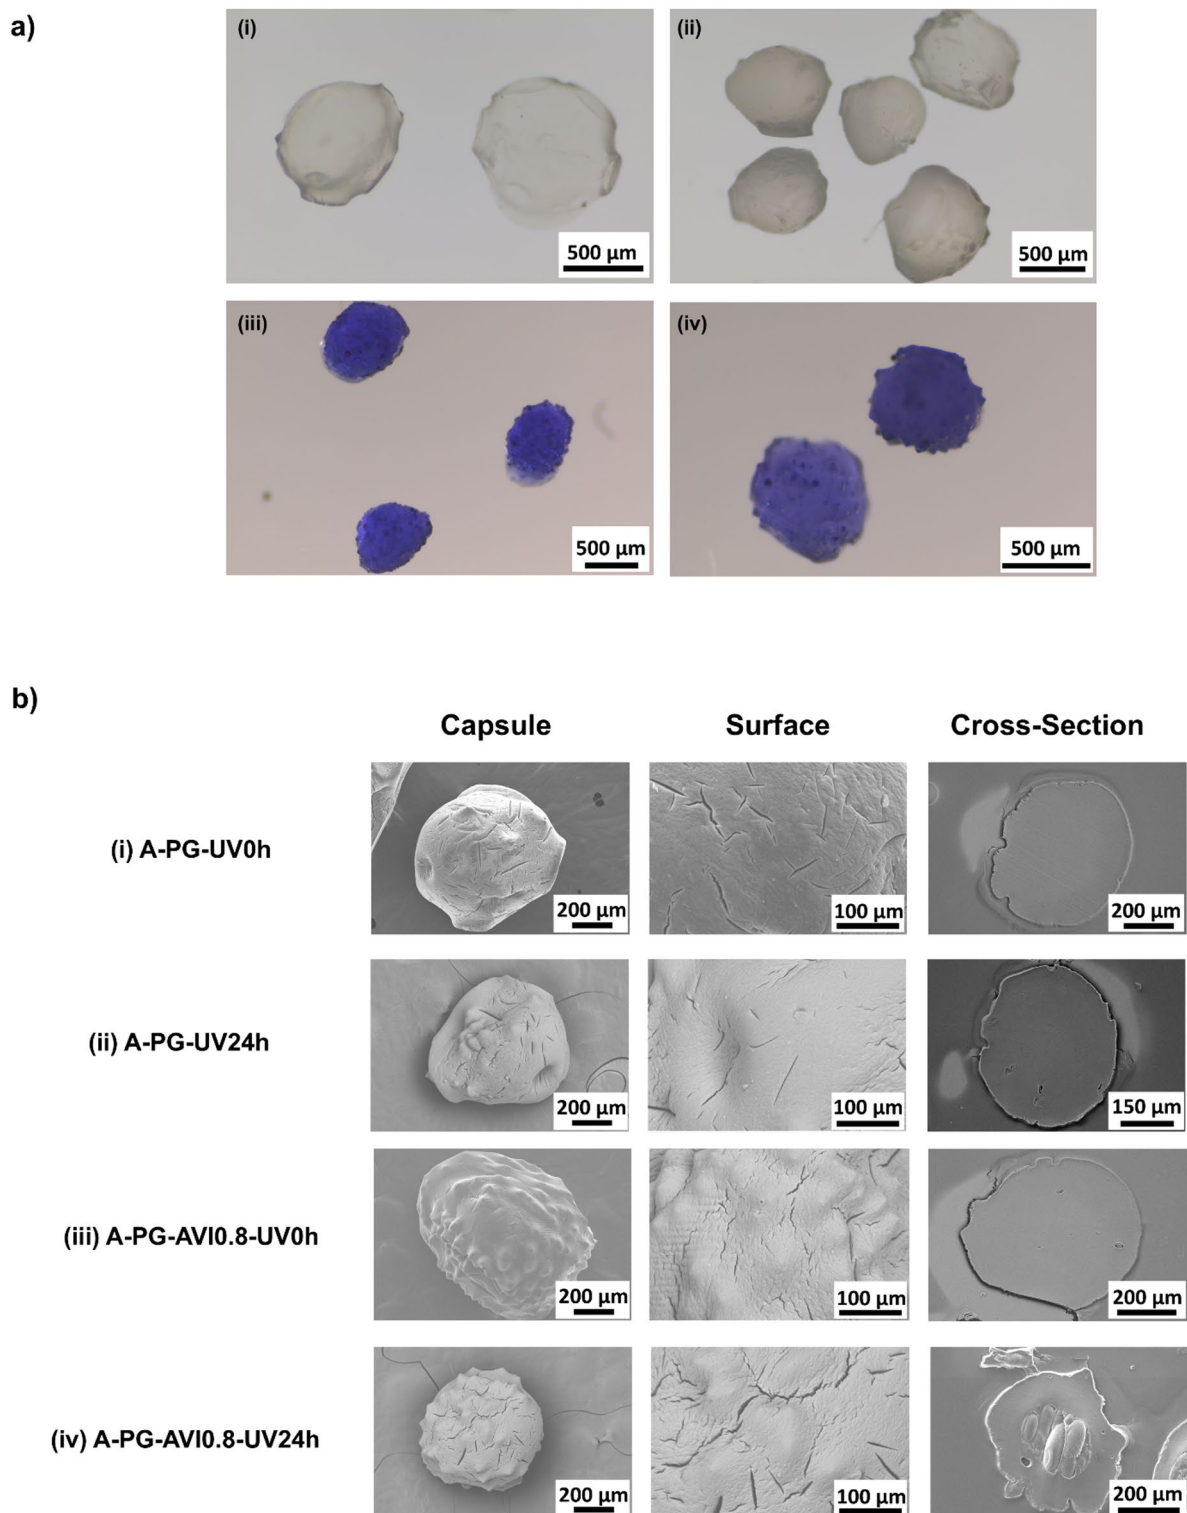 a)
(i)
(ii)
500 µm
500 µm
(iii)
(iv)
500 µm
500 µm
b)
Capsule
Surface
Cross-Section
(i) A-PG-UV0h
200 µm
100 µm
200 µm
(ii) A-PG-UV24h
200 µm
100 µm
150 µm
(iii) A-PG-AVI0.8-UV0h
200 µm
100 µm
200 µm
(iv) A-PG-AVI0.8-UV24h
200 µm
100 µm
200 µm